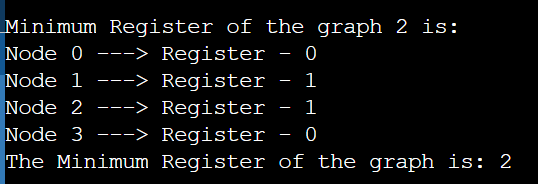 Minimum Register of the graph 2 is:
Node 0 ---> Register - 0
Node 1 ---> Register - 1
Node 2 ---> Register - 1
Node 3 ---> Register - 0
The Minimum Register of the graph is: 2